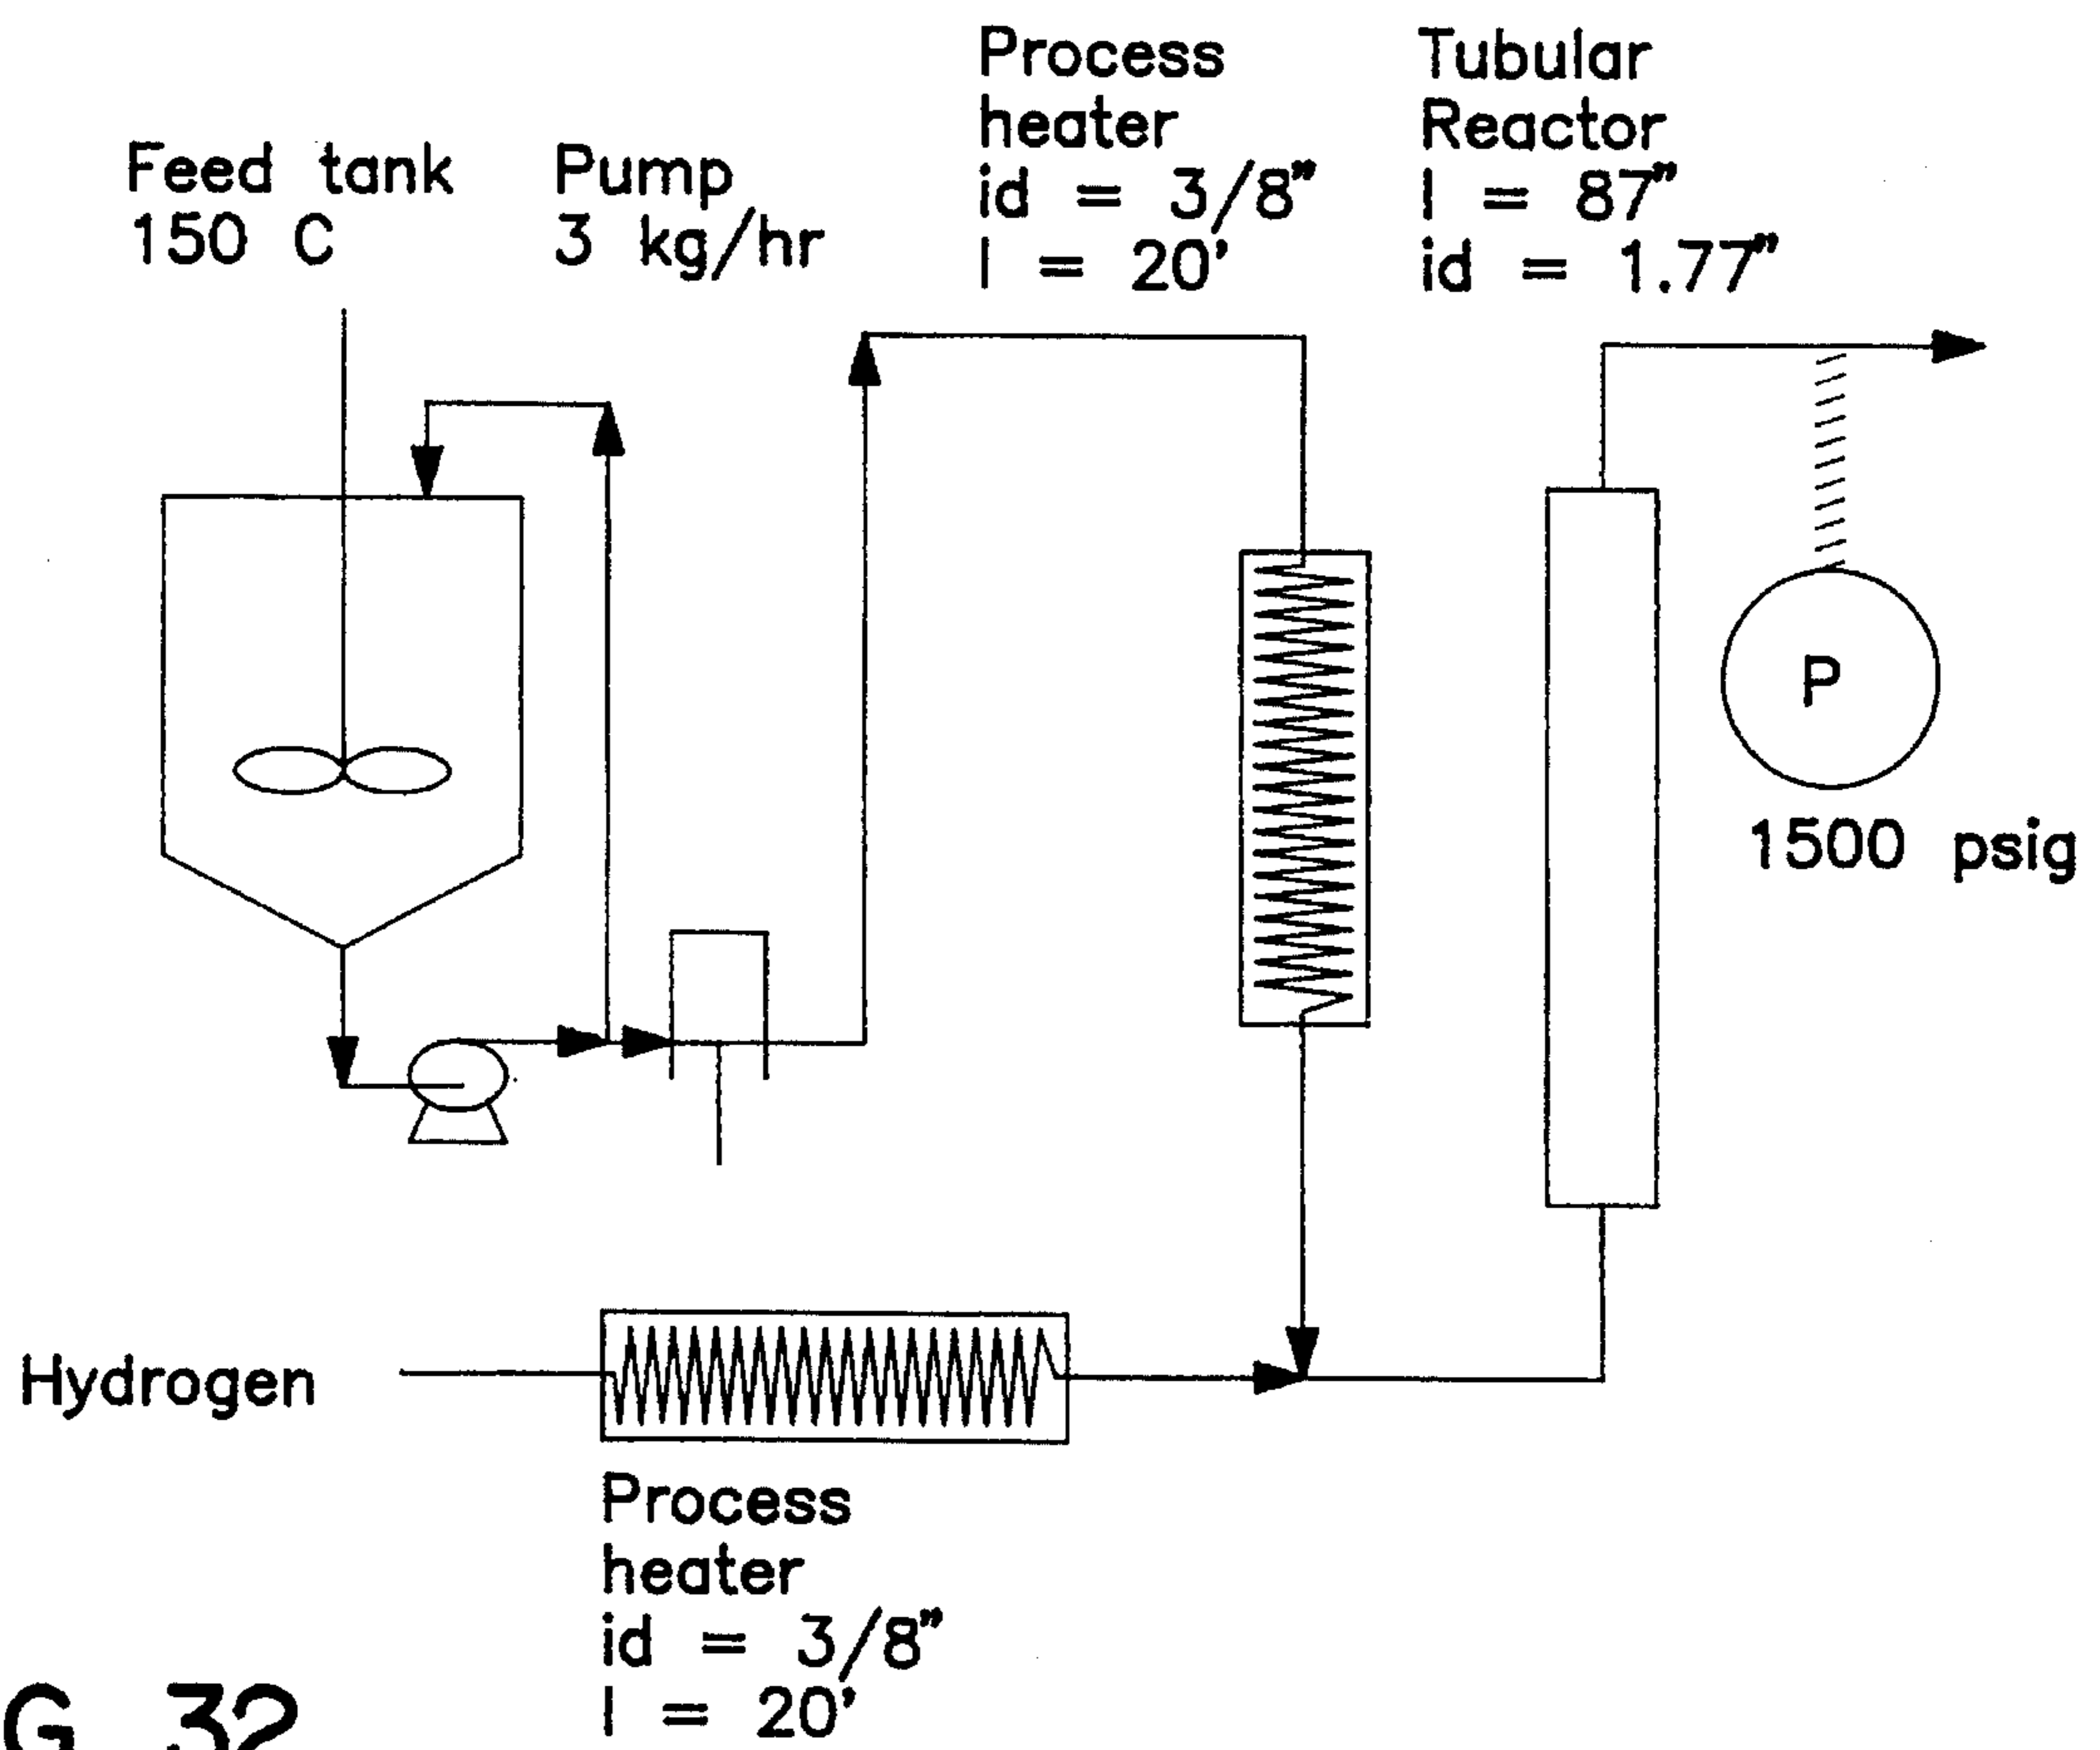 Process
heater
id = 3/8"
l = 20'
Tubular
Reactor
l = 87"
id = 1.77"
Feed tank
150 C
Pump
3 kg/hr
P
1500 psig
Hydrogen
Process
heater
id = 3/8"
l = 20'
G 32